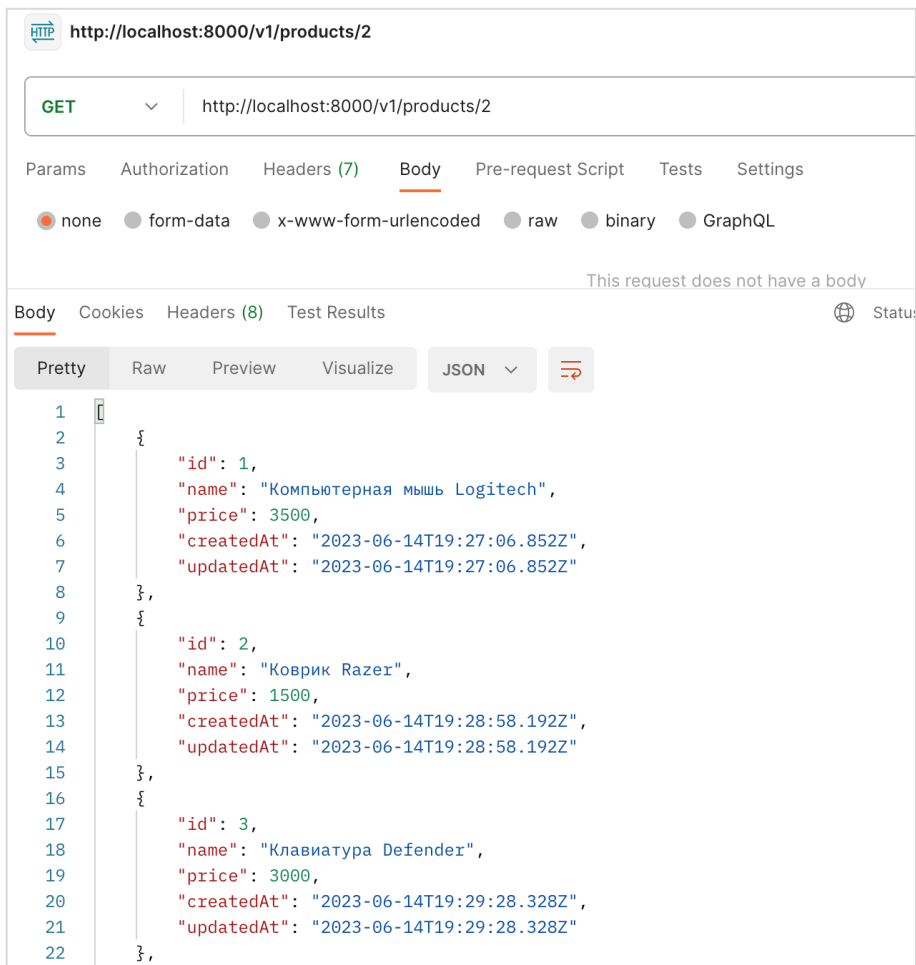 HTTP http://localhost:8000/v1/products/2
GET http://localhost:8000/v1/products/2
Params Authorization Headers (7) Body Pre-request Script Tests Settings
none form-data x-www-form-urlencoded raw binary GraphQL
This request does not have a body
Body Cookies Headers (8) Test Results Status
Pretty Raw Preview Visualize JSON
1 [
2 {
3 "id": 1,
4 "name": "Компьютерная мышь Logitech",
5 "price": 3500,
6 "createdAt": "2023-06-14T19:27:06.852Z",
7 "updatedAt": "2023-06-14T19:27:06.852Z"
8 },
9 {
10 "id": 2,
11 "name": "Коврик Razer",
12 "price": 1500,
13 "createdAt": "2023-06-14T19:28:58.192Z",
14 "updatedAt": "2023-06-14T19:28:58.192Z"
15 },
16 {
17 "id": 3,
18 "name": "Клавиатура Defender",
19 "price": 3000,
20 "createdAt": "2023-06-14T19:29:28.328Z",
21 "updatedAt": "2023-06-14T19:29:28.328Z"
22 },